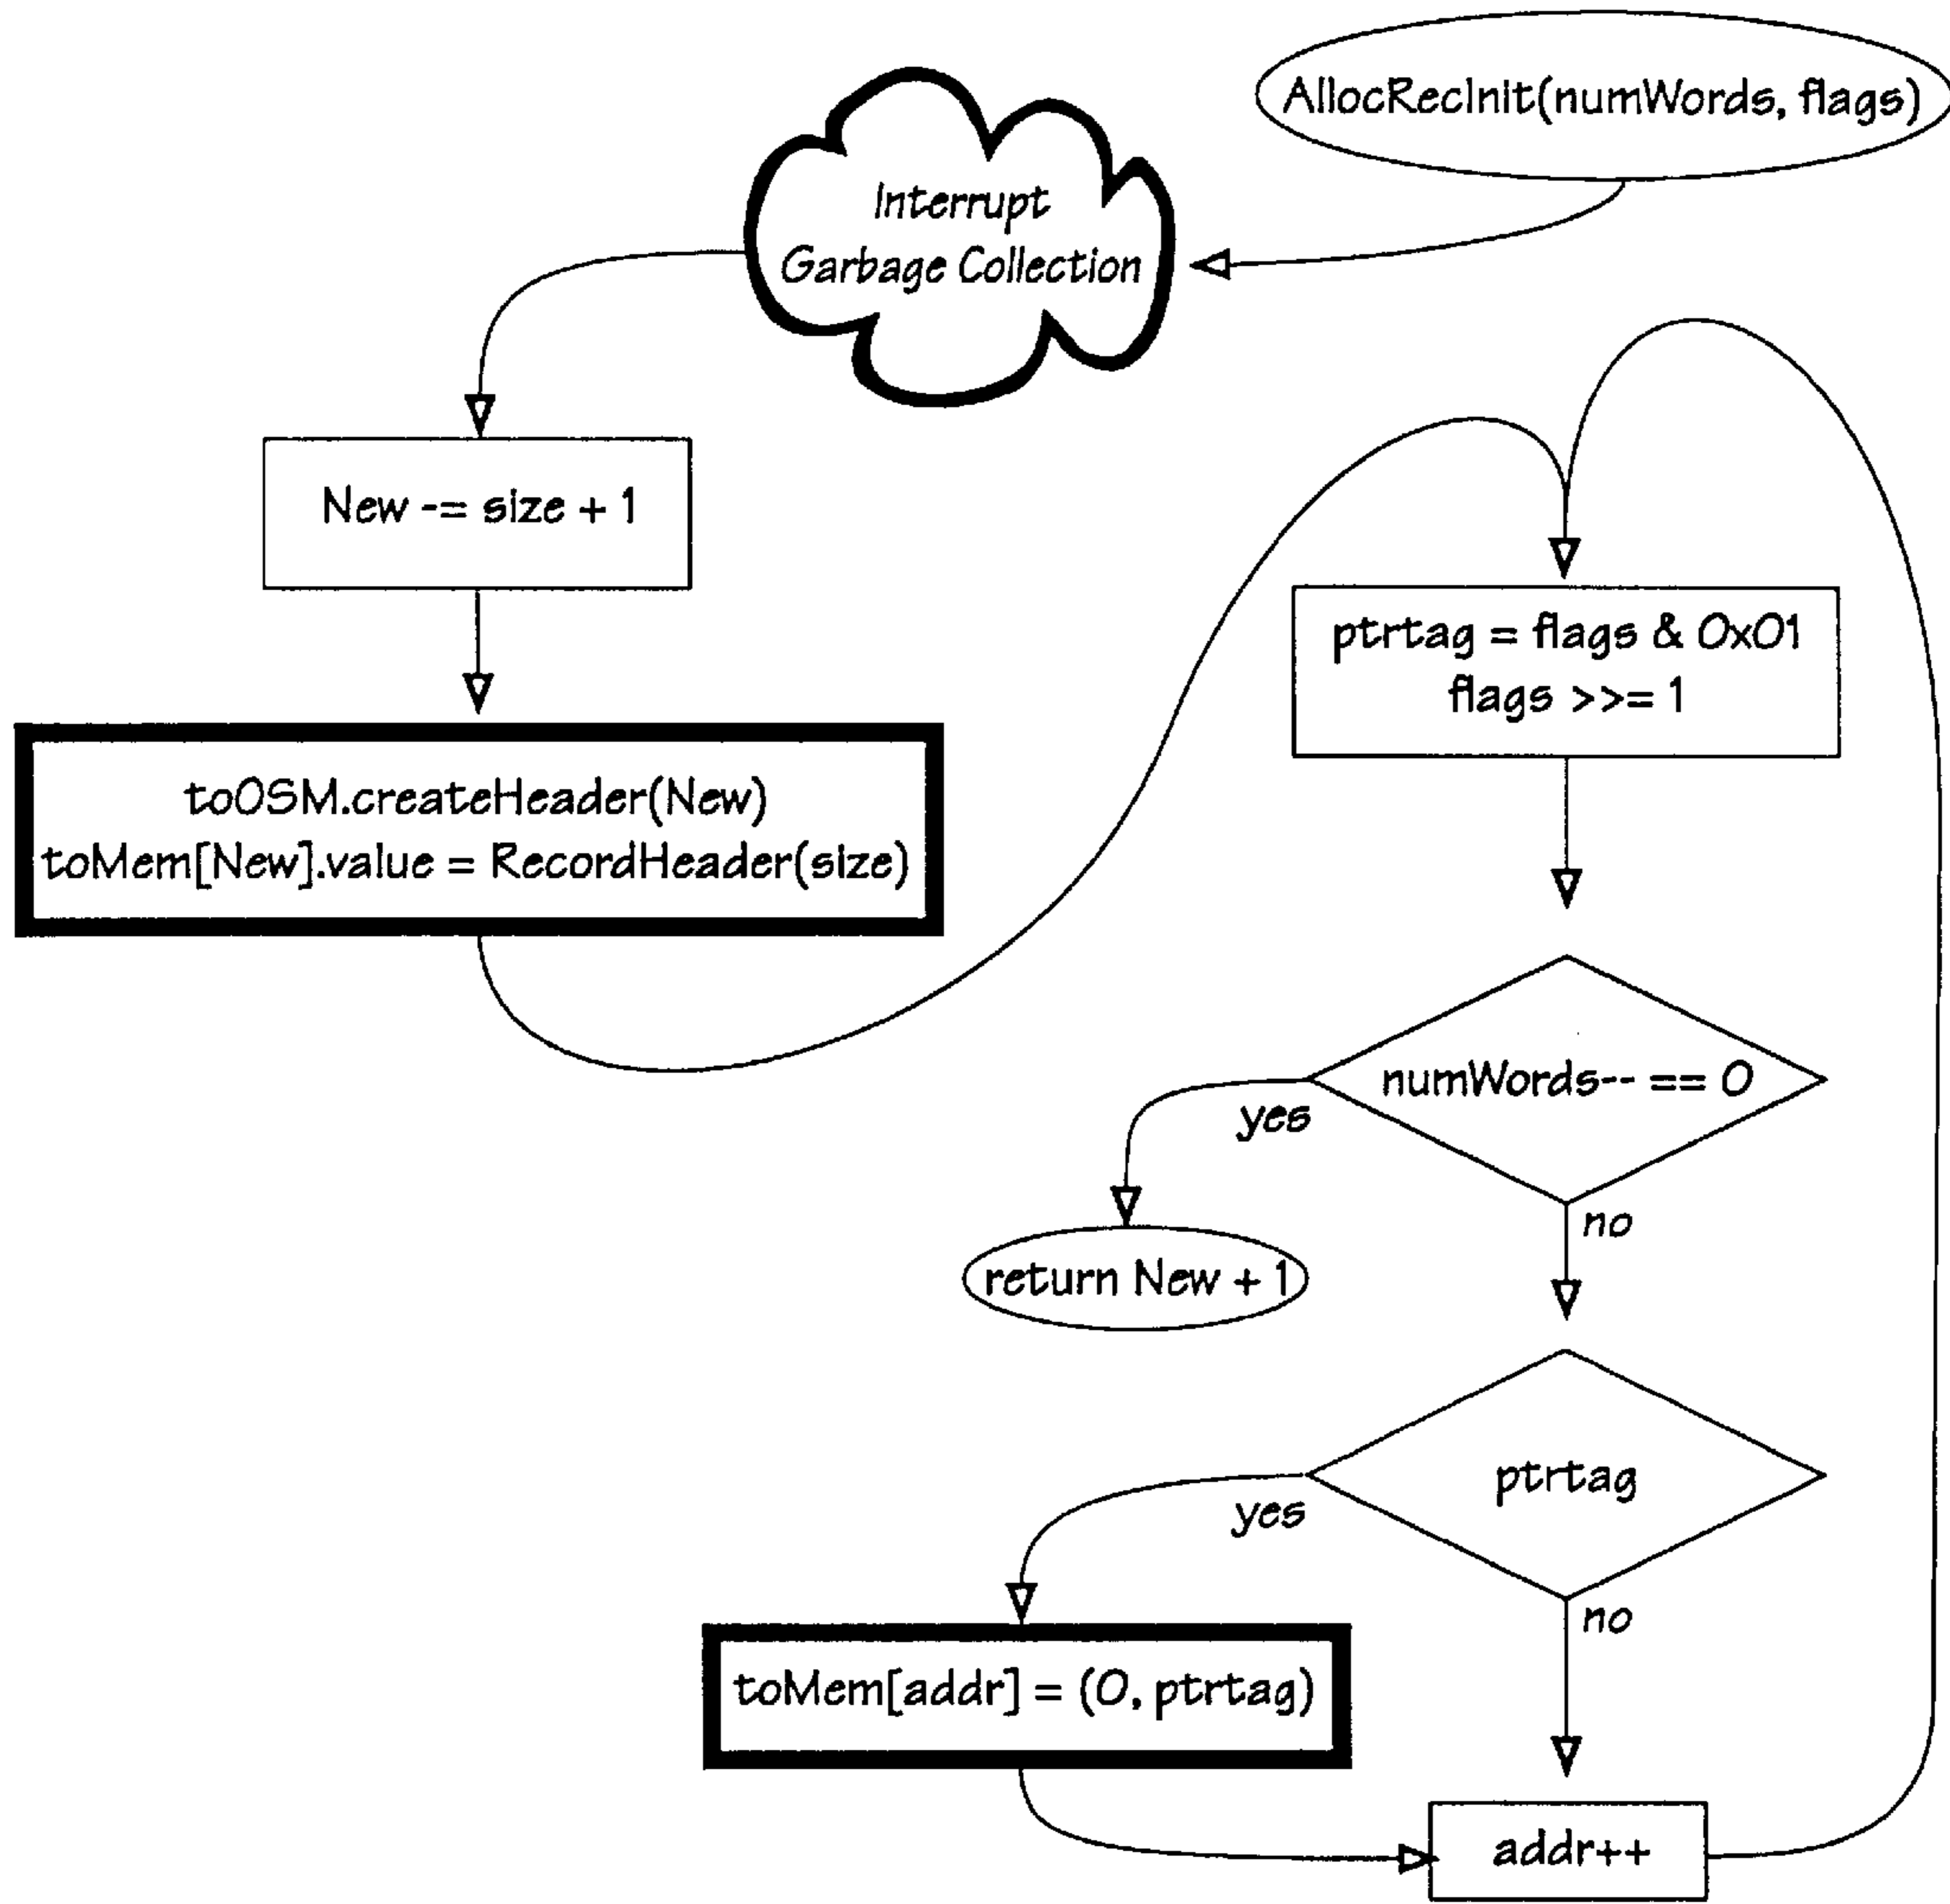 AllocRecInit(numWords, flags)
Interrupt
Garbage Collection
New -= size + 1
toOSM.createHeader(New)
toMem[New].value = RecordHeader(size)
ptrtag = flags & 0x01
flags >>= 1
numWords-- == 0
yes
no
return New + 1
ptrtag
yes
no
toMem[addr] = (0, ptrtag)
addr++